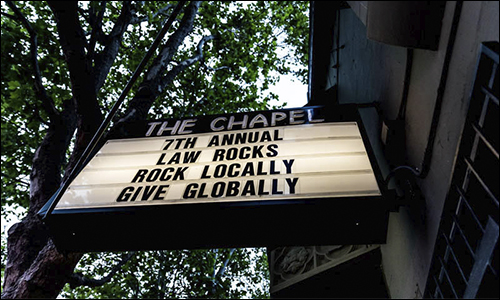 THE CHAPEL
7TH ANNUAL
LAW ROCKS
ROCK LOCALLY
GIVE GLOBALLY